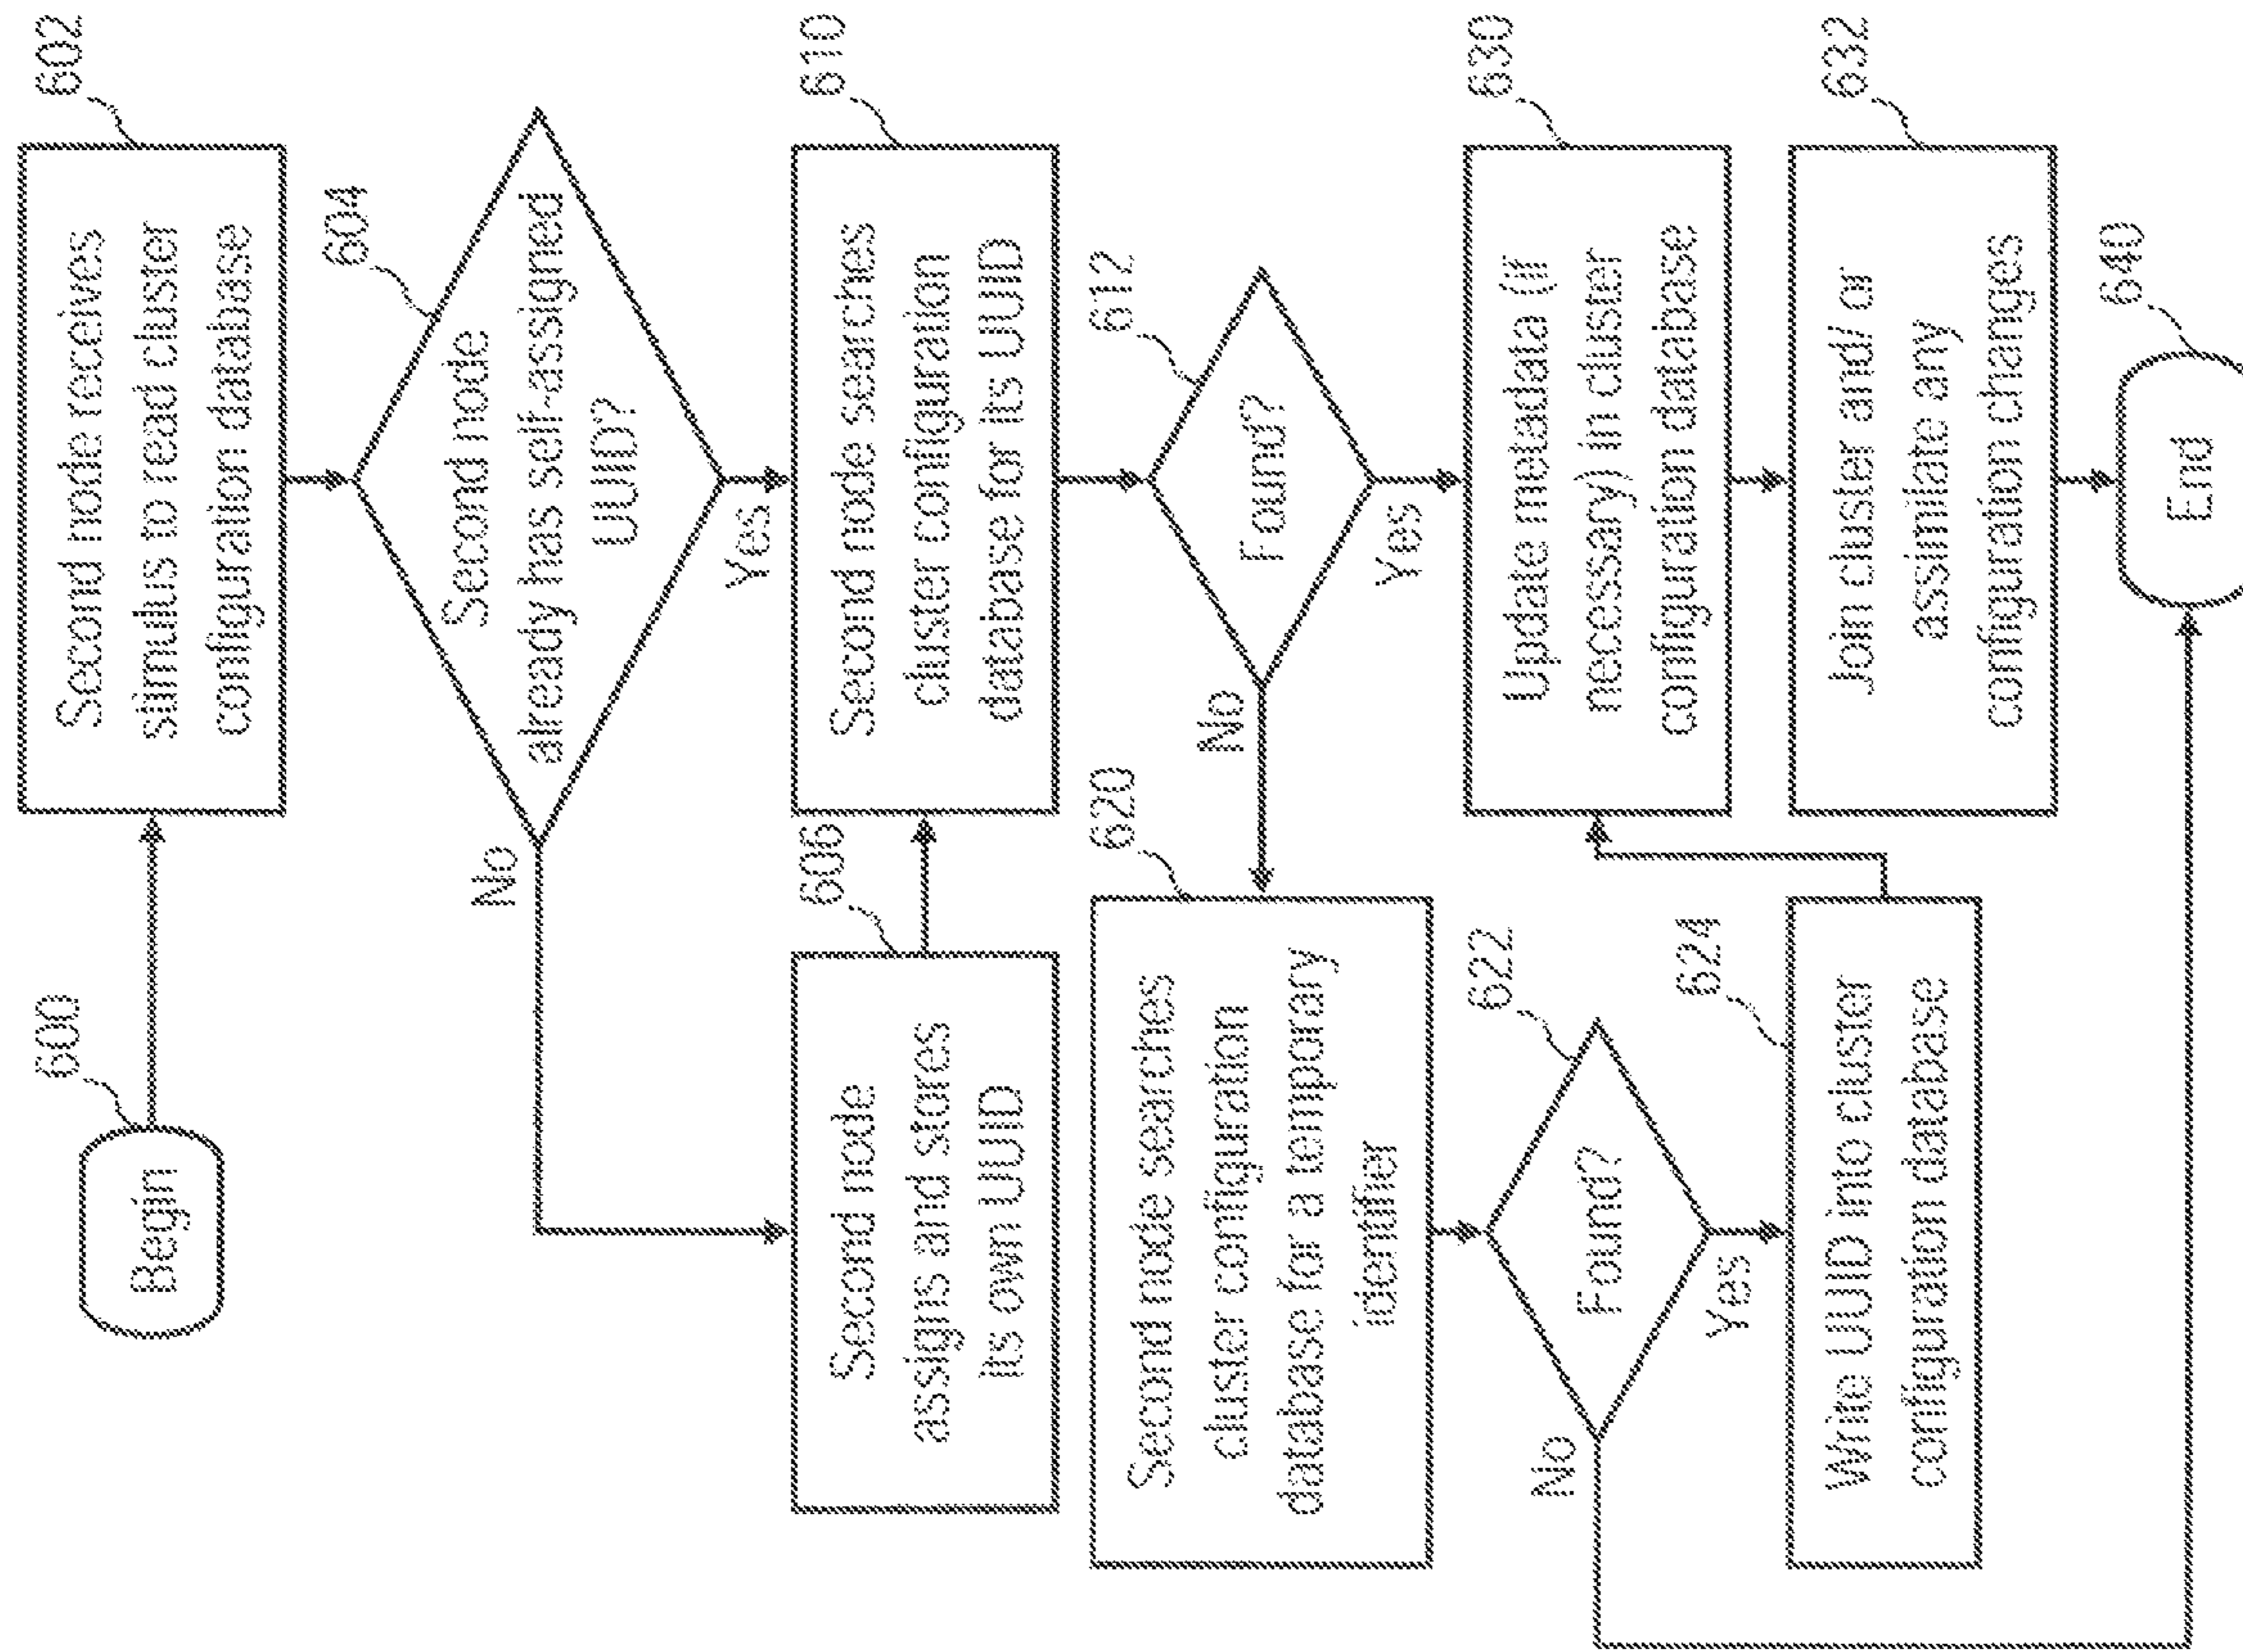 600
Begin
602
Second node receives
stimulus to read cluster
configuration database
604
Second node
already has self-assigned
UUID?
No
Yes
606
Second node
assigns and stores
its own UUID
610
Second node searches
cluster configuration
database for its UUID
612
Found?
No
Yes
620
Second node searches
cluster configuration
database for a temporary
identifier
622
Found?
No
Yes
624
Write UUID into cluster
configuration database
630
Update metadata (if
necessary) in cluster
configuration database
632
Join cluster and/ or
assimilate any
configuration changes
640
End